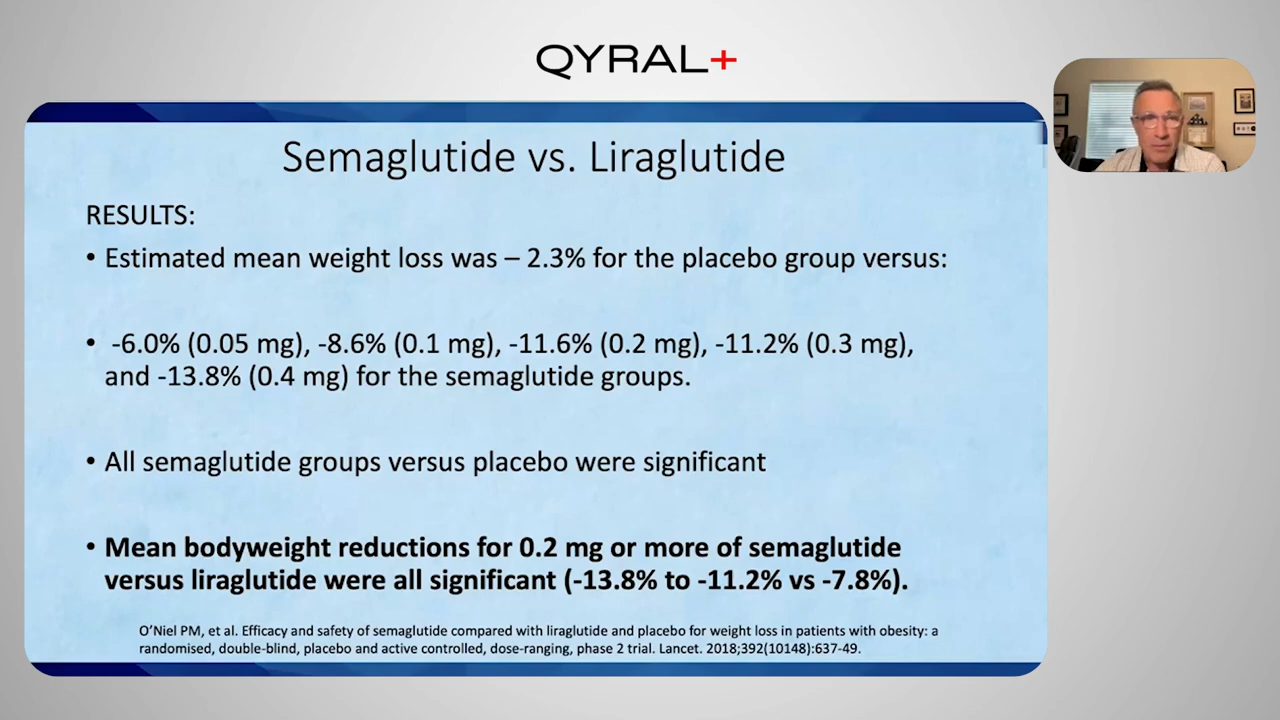 QYRAL+
Semaglutide vs. Liraglutide
RESULTS:
• Estimated mean weight loss was – 2.3% for the placebo group versus:
• -6.0% (0.05 mg), -8.6% (0.1 mg), -11.6% (0.2 mg), -11.2% (0.3 mg),
and -13.8% (0.4 mg) for the semaglutide groups.
• All semaglutide groups versus placebo were significant
• Mean bodyweight reductions for 0.2 mg or more of semaglutide
versus liraglutide were all significant (-13.8% to -11.2% vs -7.8%).
O’Niel PM, et al. Efficacy and safety of semaglutide compared with liraglutide and placebo for weight loss in patients with obesity: a
randomised, double-blind, placebo and active controlled, dose-ranging, phase 2 trial. Lancet. 2018;392(10148):637-49.